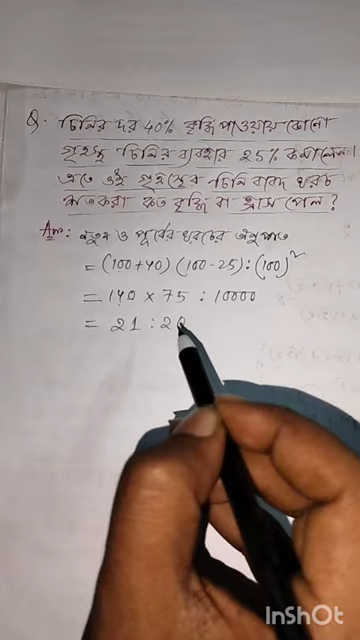 Q. চিনির দর 40% বৃদ্ধি পাওয়ায় কোনো
গৃহস্থ চিনির ব্যবহার 25% কমালেন।
এতে ওই গৃহস্থের চিনি বাবদ খরচ
শতকরা কত বৃদ্ধি বা হ্রাস পেল?
Ans: নতুন ও পূর্বের খরচের অনুপাত
= (100+40) (100-25) : (100)²
= 140 × 75 : 10000
= 21 : 20
InShOt